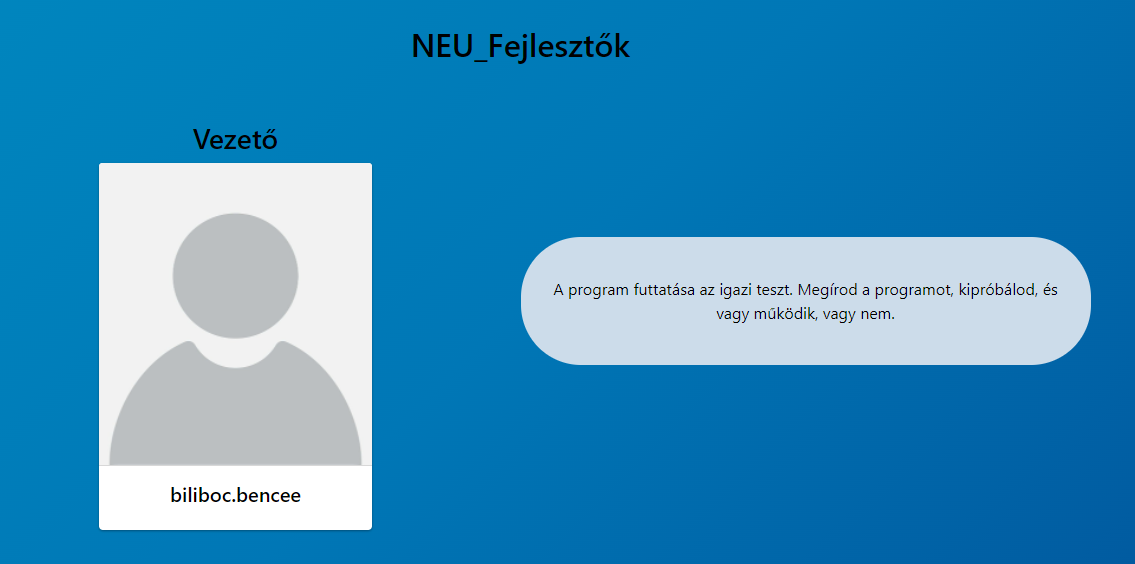 NEU_Fejlesztők
Vezető
A program futtatása az igazi teszt. Megírod a programot, kipróbálod, és
vagy működik, vagy nem.
biliboc.bencee